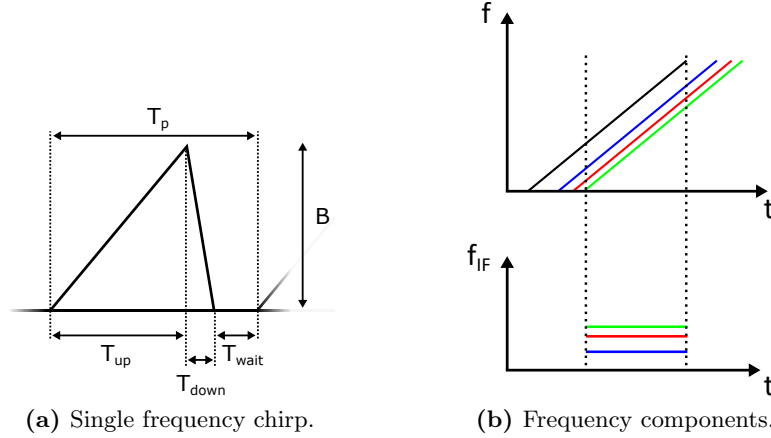 T_p
B
T_up
T_wait
T_down
(a) Single frequency chirp.
f
t
f_IF
t
(b) Frequency components.